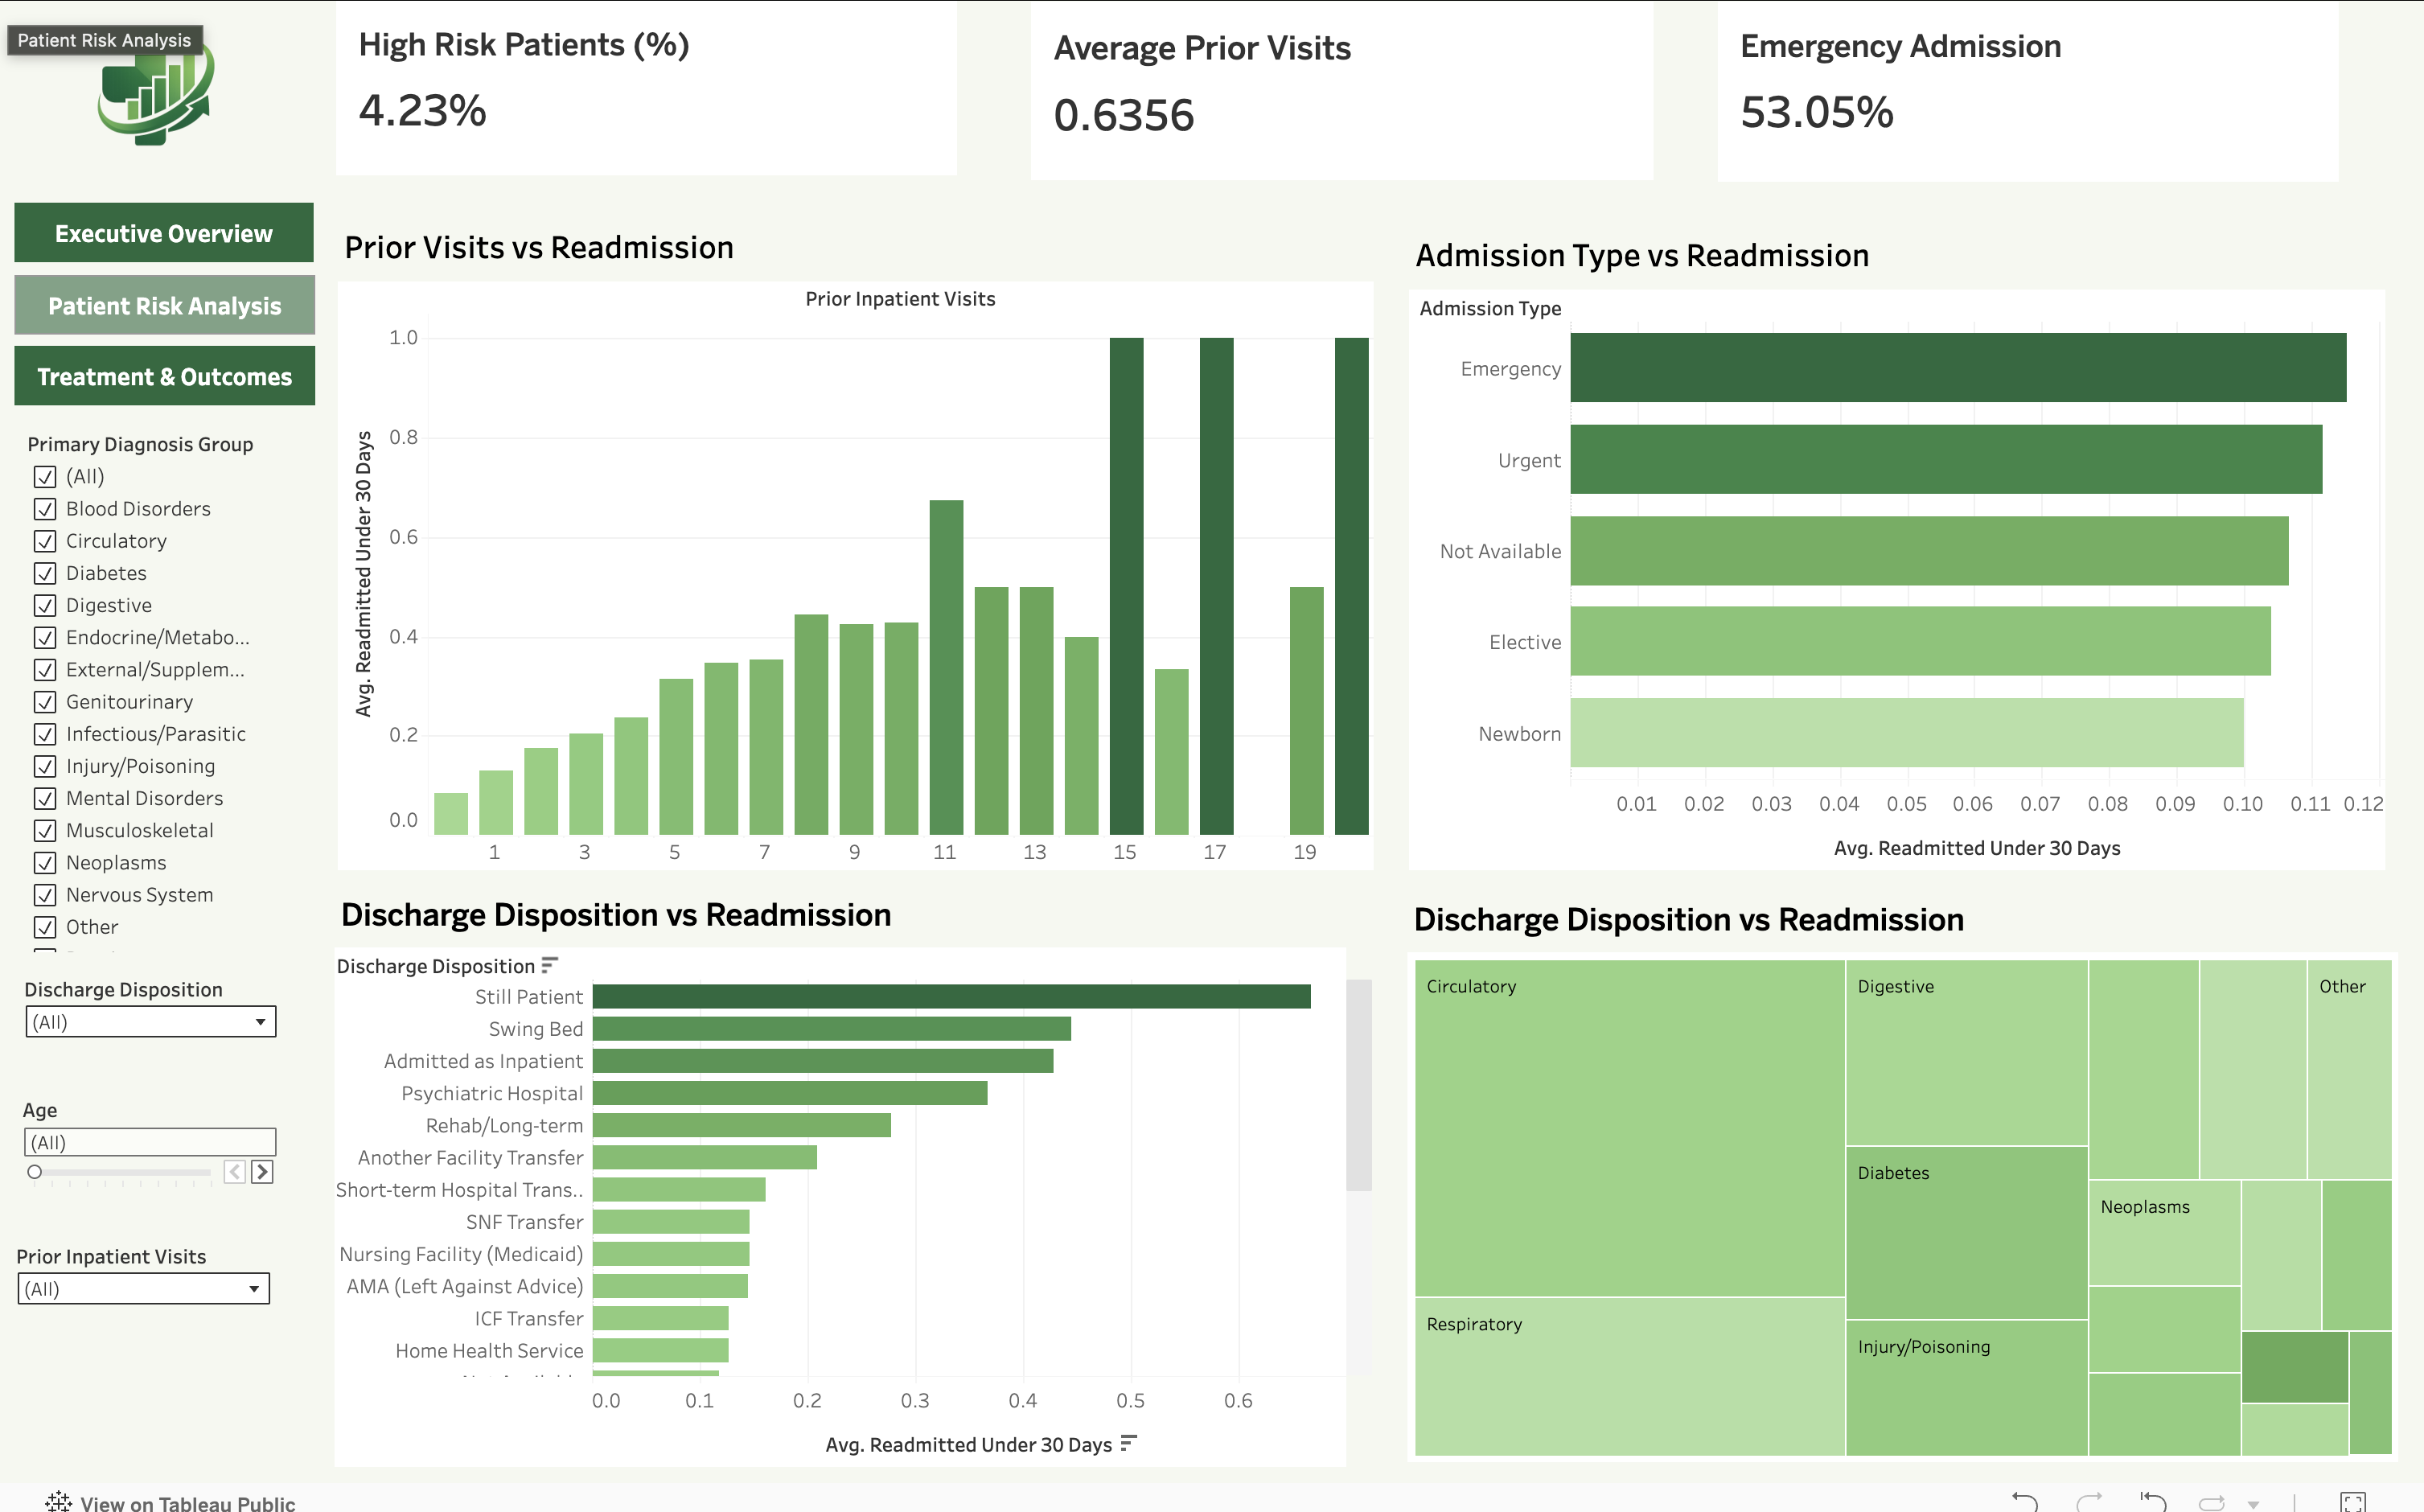 Patient Risk Analysis
High Risk Patients (%)
4.23%
Average Prior Visits
0.6356
Emergency Admission
53.05%
Executive Overview
Patient Risk Analysis
Treatment & Outcomes
Primary Diagnosis Group
(All)
Blood Disorders
Circulatory
Diabetes
Digestive
Endocrine/Metabo...
External/Supplem...
Genitourinary
Infectious/Parasitic
Injury/Poisoning
Mental Disorders
Musculoskeletal
Neoplasms
Nervous System
Other
Discharge Disposition
(All)
Age
(All)
Prior Inpatient Visits
(All)
Prior Visits vs Readmission
Prior Inpatient Visits
Avg. Readmitted Under 30 Days
1.0
0.8
0.6
0.4
0.2
0.0
1 3 5 7 9 11 13 15 17 19
Admission Type vs Readmission
Admission Type
Emergency
Urgent
Not Available
Elective
Newborn
0.01 0.02 0.03 0.04 0.05 0.06 0.07 0.08 0.09 0.10 0.11 0.12
Avg. Readmitted Under 30 Days
Discharge Disposition vs Readmission
Discharge Disposition
Still Patient
Swing Bed
Admitted as Inpatient
Psychiatric Hospital
Rehab/Long-term
Another Facility Transfer
Short-term Hospital Trans..
SNF Transfer
Nursing Facility (Medicaid)
AMA (Left Against Advice)
ICF Transfer
Home Health Service
0.0 0.1 0.2 0.3 0.4 0.5 0.6
Avg. Readmitted Under 30 Days
Discharge Disposition vs Readmission
Circulatory
Digestive
Other
Diabetes
Neoplasms
Respiratory
Injury/Poisoning
View on Tableau Public